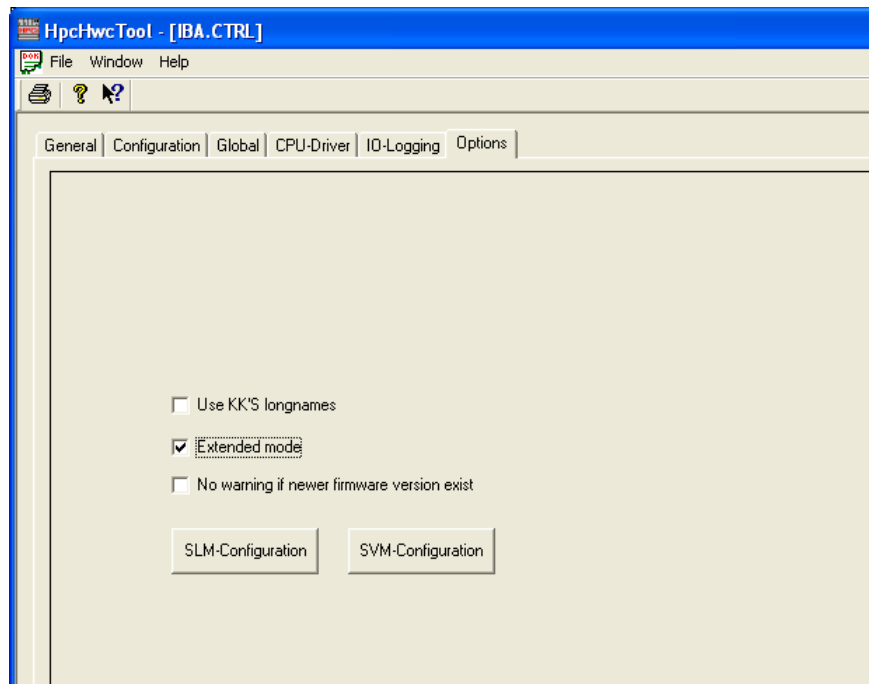 HpcHwcTool - [IBA.CTRL]
File Window Help
General Configuration Global CPU-Driver IO-Logging Options
Use KK'S longnames
Extended mode
No warning if newer firmware version exist
SLM-Configuration SVM-Configuration